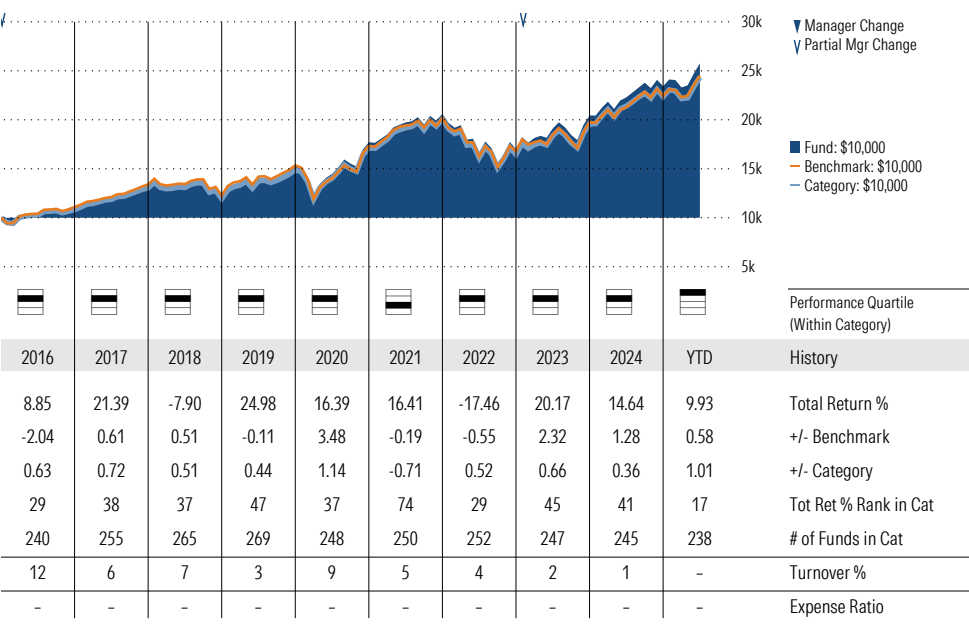 30k
25k
20k
15k
10k
5k
Manager Change
Partial Mgr Change
Fund: $10,000
Benchmark: $10,000
Category: $10,000
Performance Quartile
(Within Category)
2016 2017 2018 2019 2020 2021 2022 2023 2024 YTD History
8.85 21.39 -7.90 24.98 16.39 16.41 -17.46 20.17 14.64 9.93 Total Return %
-2.04 0.61 0.51 -0.11 3.48 -0.19 -0.55 2.32 1.28 0.58 +/- Benchmark
0.63 0.72 0.51 0.44 1.14 -0.71 0.52 0.66 0.36 1.01 +/- Category
29 38 37 47 37 74 29 45 41 17 Tot Ret % Rank in Cat
240 255 265 269 248 250 252 247 245 238 # of Funds in Cat
12 6 7 3 9 5 4 2 1 – Turnover %
– – – – – – – – – – Expense Ratio